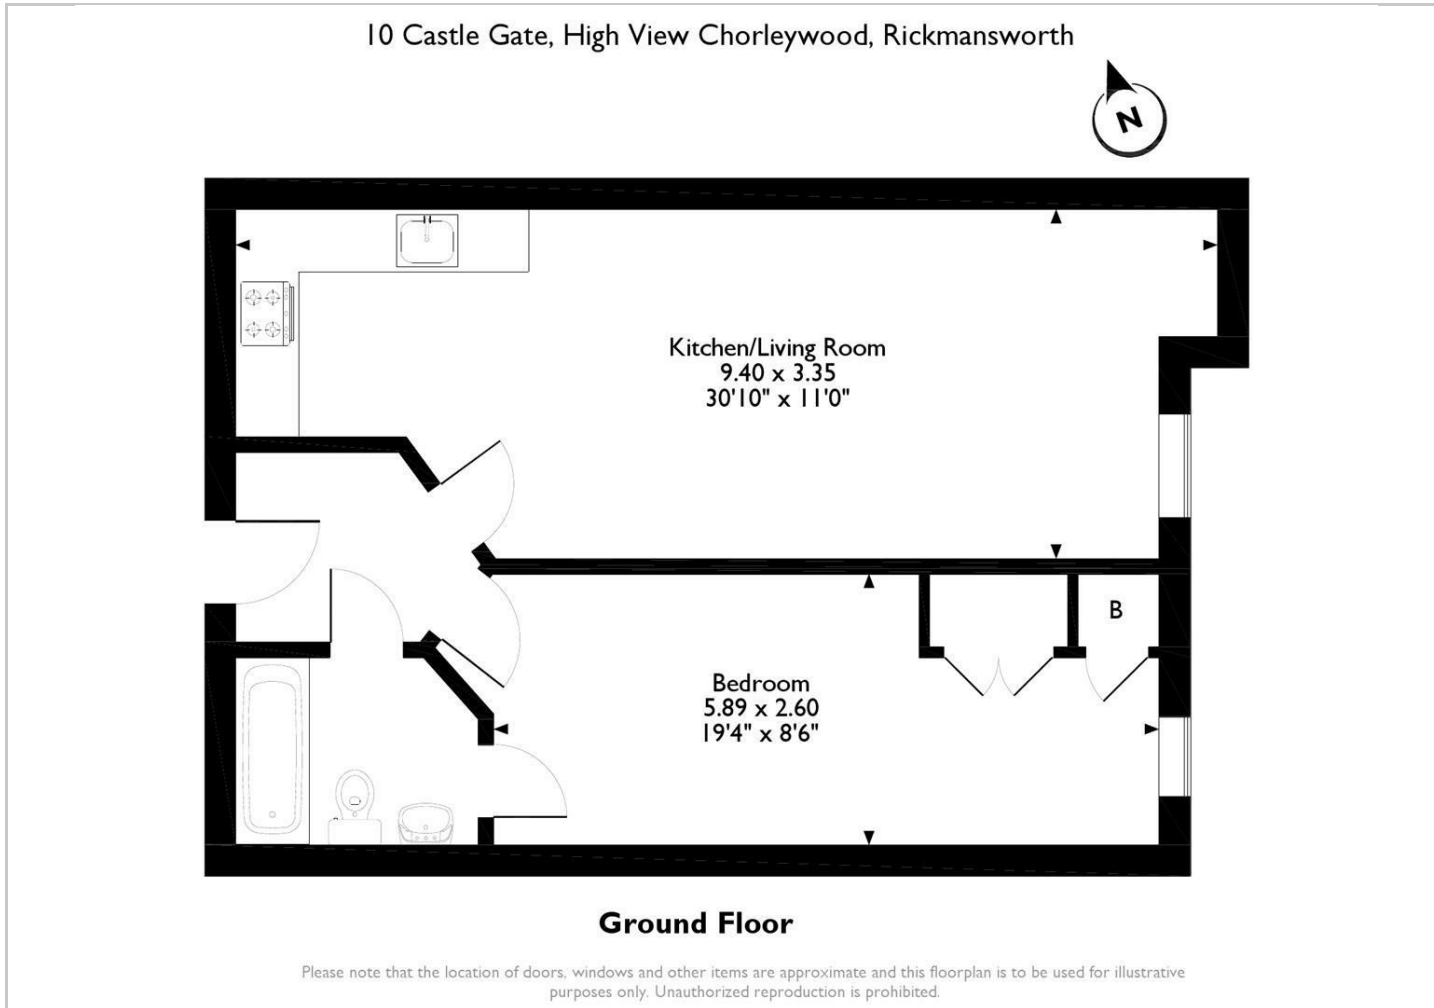 10 Castle Gate, High View Chorleywood, Rickmansworth
N
Kitchen/Living Room
9.40 x 3.35
30'10" x 11'0"
B
Bedroom
5.89 x 2.60
19'4" x 8'6"
Ground Floor
Please note that the location of doors, windows and other items are approximate and this floorplan is to be used for illustrative
purposes only. Unauthorized reproduction is prohibited.